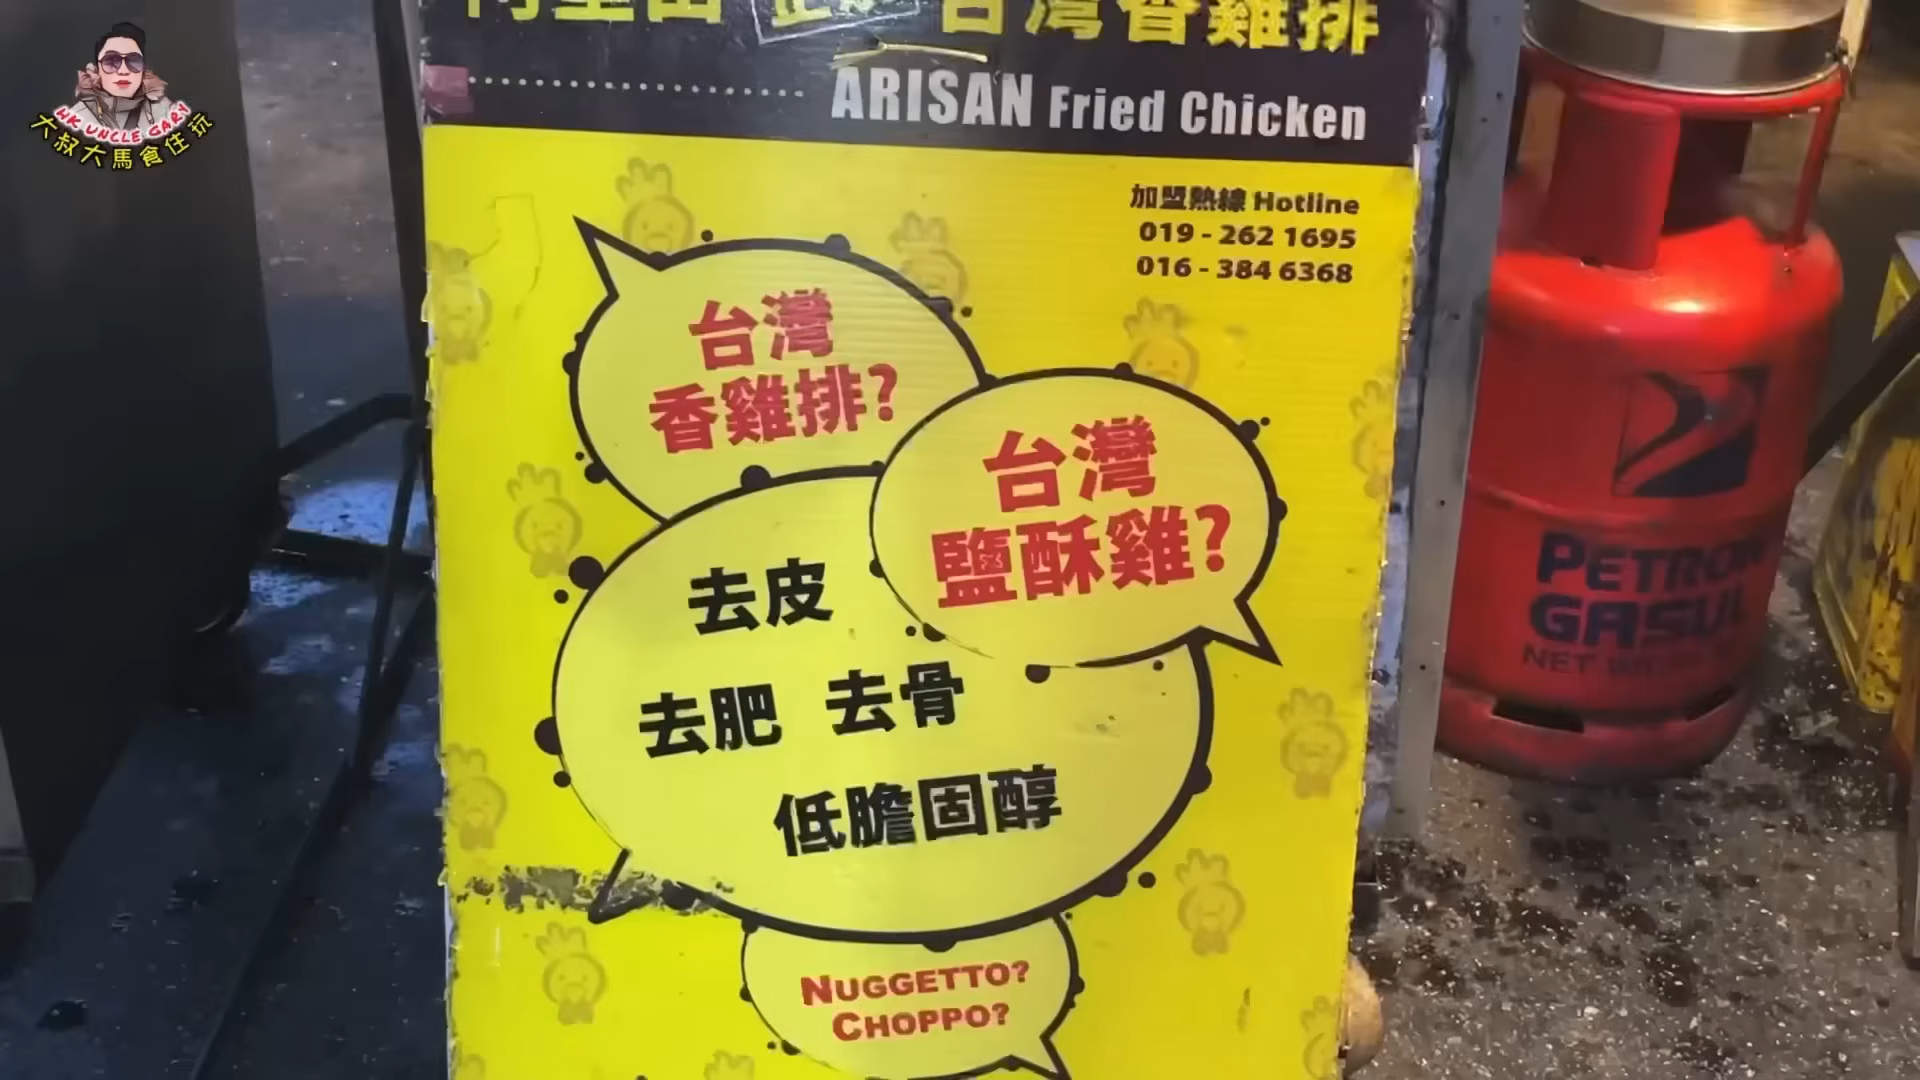 台灣香雞排
ARISAN Fried Chicken
HK UNCLE GARY
大叔大馬食住玩
加盟熱線 Hotline
019 - 262 1695
016 - 384 6368
台灣
香雞排?
台灣
鹽酥雞?
去皮
去肥 去骨
低膽固醇
NUGGETTO?
CHOPPO?
PETRON
GASUL
NET